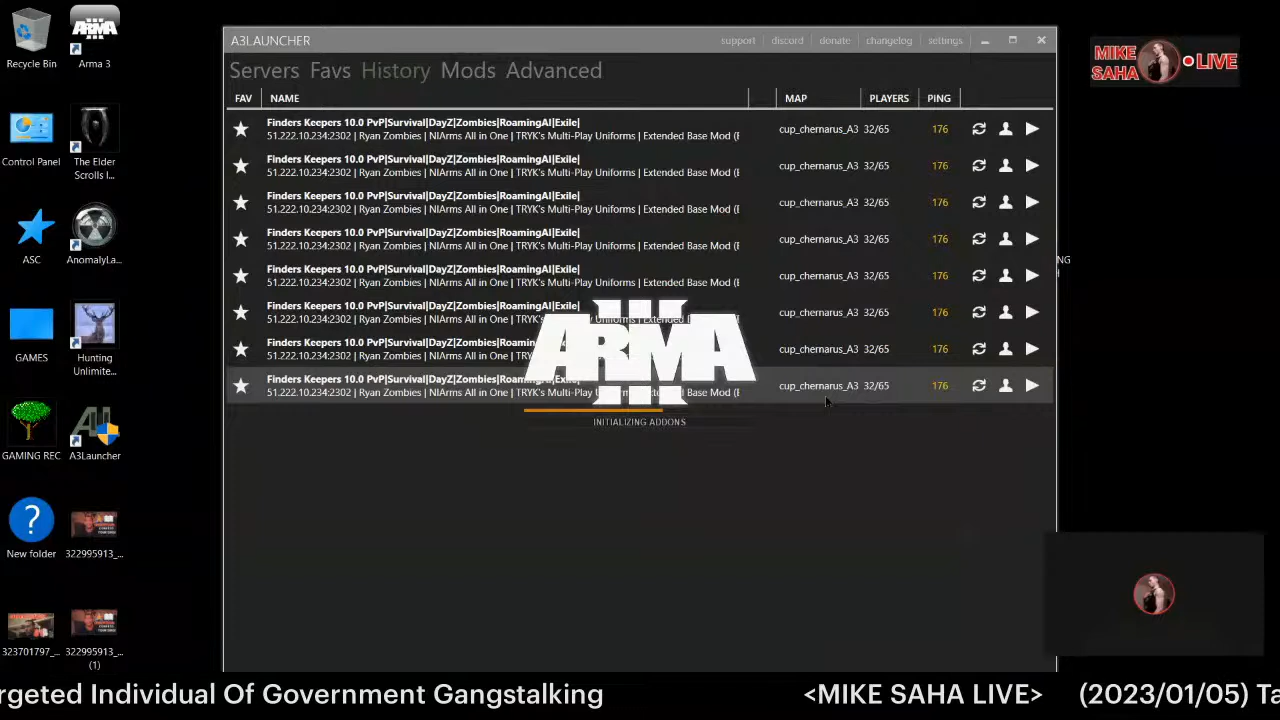 A3LAUNCHER
support
discord
donate
changelog
settings
Servers Favs History Mods Advanced
FAV NAME MAP PLAYERS PING
Finders Keepers 10.0 PvP|Survival|DayZ|Zombies|RoamingAI|Exile|
51.222.10.234:2302 | Ryan Zombies | NIArms All in One | TRYK's Multi-Play Uniforms | Extended Base Mod (E
cup_chernarus_A3 32/65 176
Finders Keepers 10.0 PvP|Survival|DayZ|Zombies|RoamingAI|Exile|
51.222.10.234:2302 | Ryan Zombies | NIArms All in One | TRYK's Multi-Play Uniforms | Extended Base Mod (E
cup_chernarus_A3 32/65 176
Finders Keepers 10.0 PvP|Survival|DayZ|Zombies|RoamingAI|Exile|
51.222.10.234:2302 | Ryan Zombies | NIArms All in One | TRYK's Multi-Play Uniforms | Extended Base Mod (E
cup_chernarus_A3 32/65 176
Finders Keepers 10.0 PvP|Survival|DayZ|Zombies|RoamingAI|Exile|
51.222.10.234:2302 | Ryan Zombies | NIArms All in One | TRYK's Multi-Play Uniforms | Extended Base Mod (E
cup_chernarus_A3 32/65 176
Finders Keepers 10.0 PvP|Survival|DayZ|Zombies|RoamingAI|Exile|
51.222.10.234:2302 | Ryan Zombies | NIArms All in One | TRYK's Multi-Play Uniforms | Extended Base Mod (E
cup_chernarus_A3 32/65 176
Finders Keepers 10.0 PvP|Survival|DayZ|Zombies|RoamingAI|Exile|
51.222.10.234:2302 | Ryan Zombies | NIArms All in One | Uniforms | Extended
cup_chernarus_A3 32/65 176
Finders Keepers 10.0 PvP|Survival|DayZ|Zombies|Roam
51.222.10.234:2302 | Ryan Zombies | NIArms All in One | TRY
cup_chernarus_A3 32/65 176
Finders Keepers 10.0 PvP|Survival|DayZ|Zombies|RoamingAI|Exile|
51.222.10.234:2302 | Ryan Zombies | NIArms All in One | TRYK's Base Mod (E
cup_chernarus_A3 32/65 176
ARMA
III
INITIALIZING ADDONS
Recycle Bin
ARMA
Arma 3
Control Panel
The Elder
Scrolls I...
ASC
AnomalyLa...
GAMES
Hunting
Unlimite...
GAMING REC
A3Launcher
New folder
322995913_...
323701797_...
322995913_...
(1)
NG
MIKE
SAHA
LIVE
rgeted Individual Of Government Gangstalking <MIKE SAHA LIVE> (2023/01/05) Ta